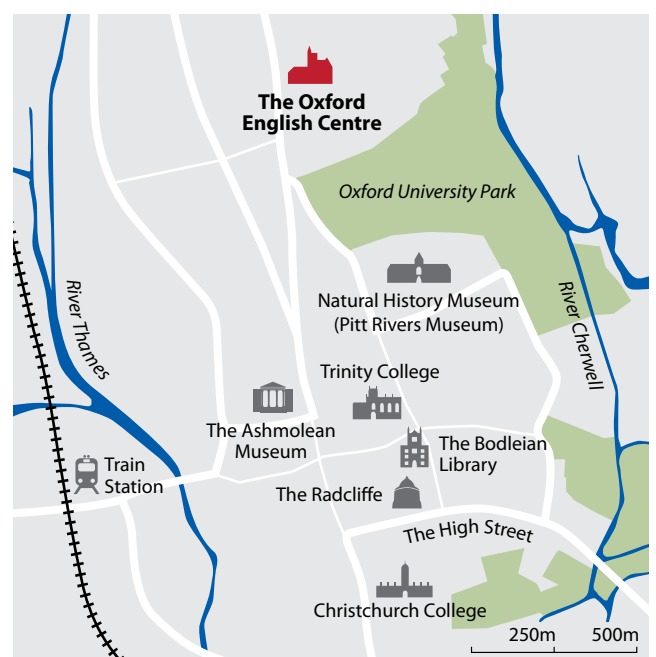 The Oxford
English Centre
Oxford University Park
Natural History Museum
(Pitt Rivers Museum)
River Thames
River Cherwell
Trinity College
The Ashmolean
Museum
The Bodleian
Library
Train
Station
The Radcliffe
The High Street
Christchurch College
250m 500m